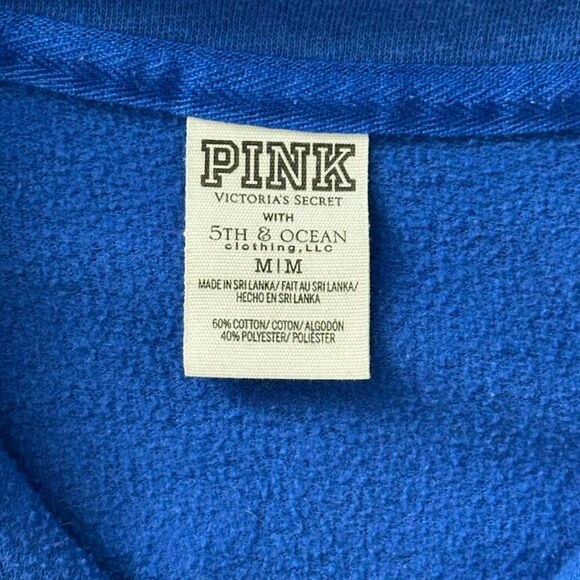 PINK
VICTORIA'S SECRET
WITH
5TH & OCEAN
clothing,LLC
M|M
MADE IN SRI LANKA/ FAIT AU SRI LANKA/
HECHO EN SRI LANKA
60% COTTON/ COTON/ ALGODÓN
40% POLYESTER/ POLIÉSTER